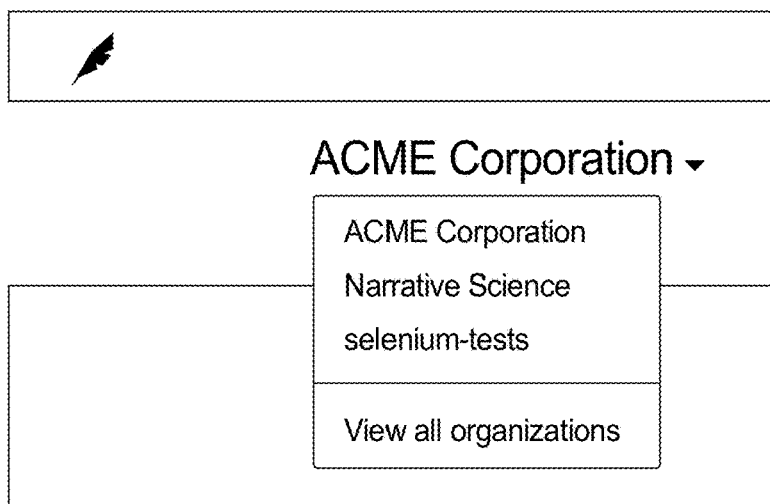 ACME Corporation
ACME Corporation
Narrative Science
selenium-tests
View all organizations